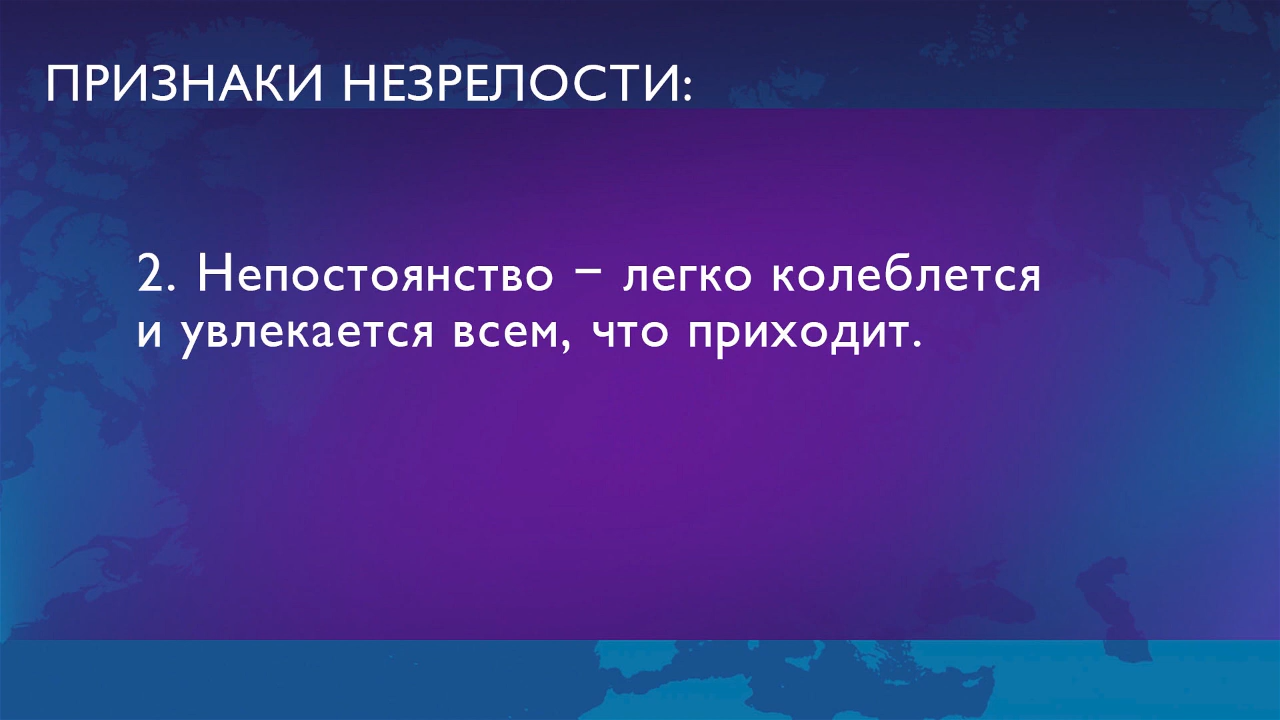 ПРИЗНАКИ НЕЗРЕЛОСТИ:
2. Непостоянство – легко колеблется
и увлекается всем, что приходит.